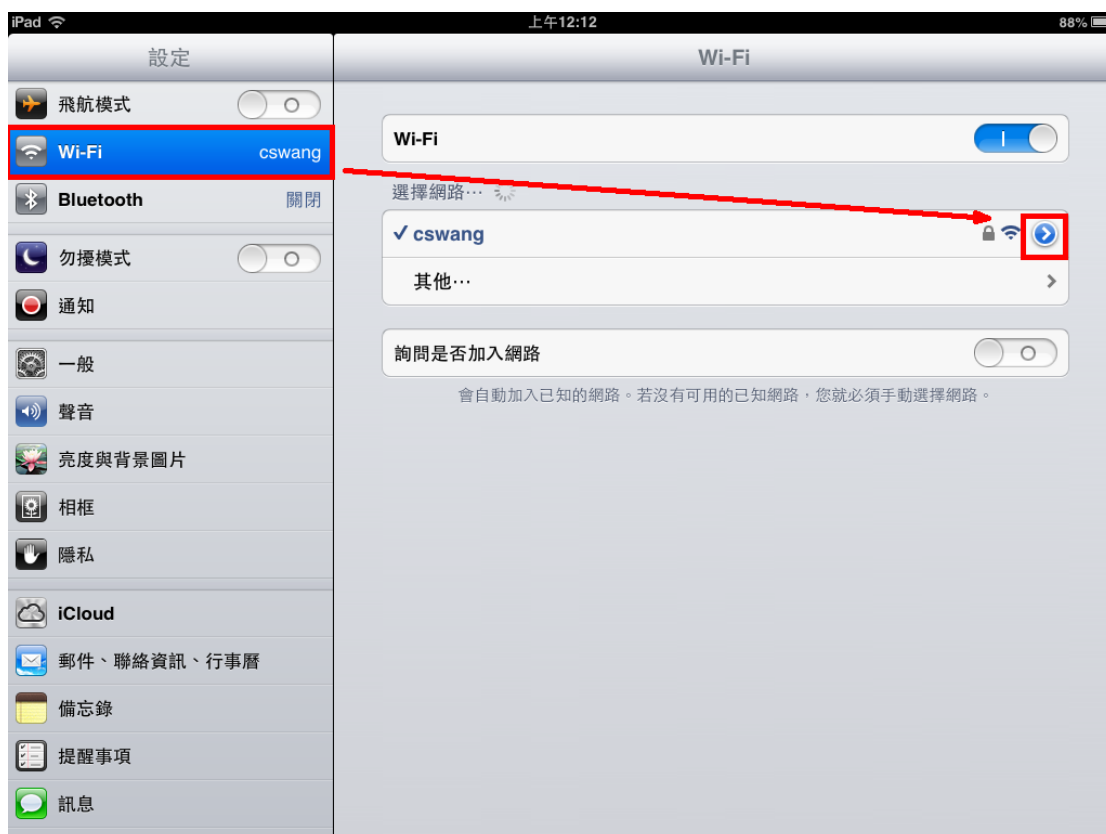 iPad
上午12:12
88%
設定
飛航模式
Wi-Fi cswang
Bluetooth 關閉
勿擾模式
通知
一般
聲音
亮度與背景圖片
相框
隱私
iCloud
郵件、聯絡資訊、行事曆
備忘錄
提醒事項
訊息
Wi-Fi
Wi-Fi
選擇網路⋯
✓ cswang
其他⋯
詢問是否加入網路
會自動加入已知的網路。若沒有可用的已知網路，您就必須手動選擇網路。